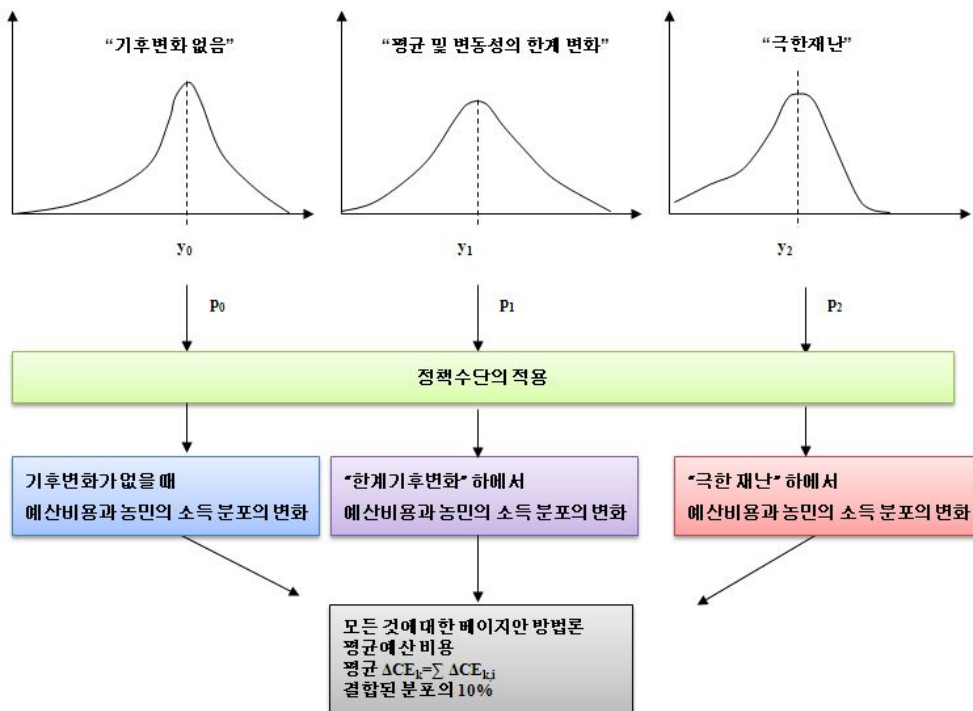 “기후변화 없음”
“평균 및 변동성의 한계 변화”
“극한재난”
y₀
y₁
y₂
p₀
p₁
p₂
정책수단의 적용
기후변화가 없을 때
예산비용과 농민의 소득 분포의 변화
“한계기후변화” 하에서
예산비용과 농민의 소득 분포의 변화
“극한 재난” 하에서
예산비용과 농민의 소득 분포의 변화
모든 것에 대한 베이지안 방법론
평균예산 비용
평균 ΔCEₖ=∑ ΔCEₖ,ᵢ
결합된 분포의 10%